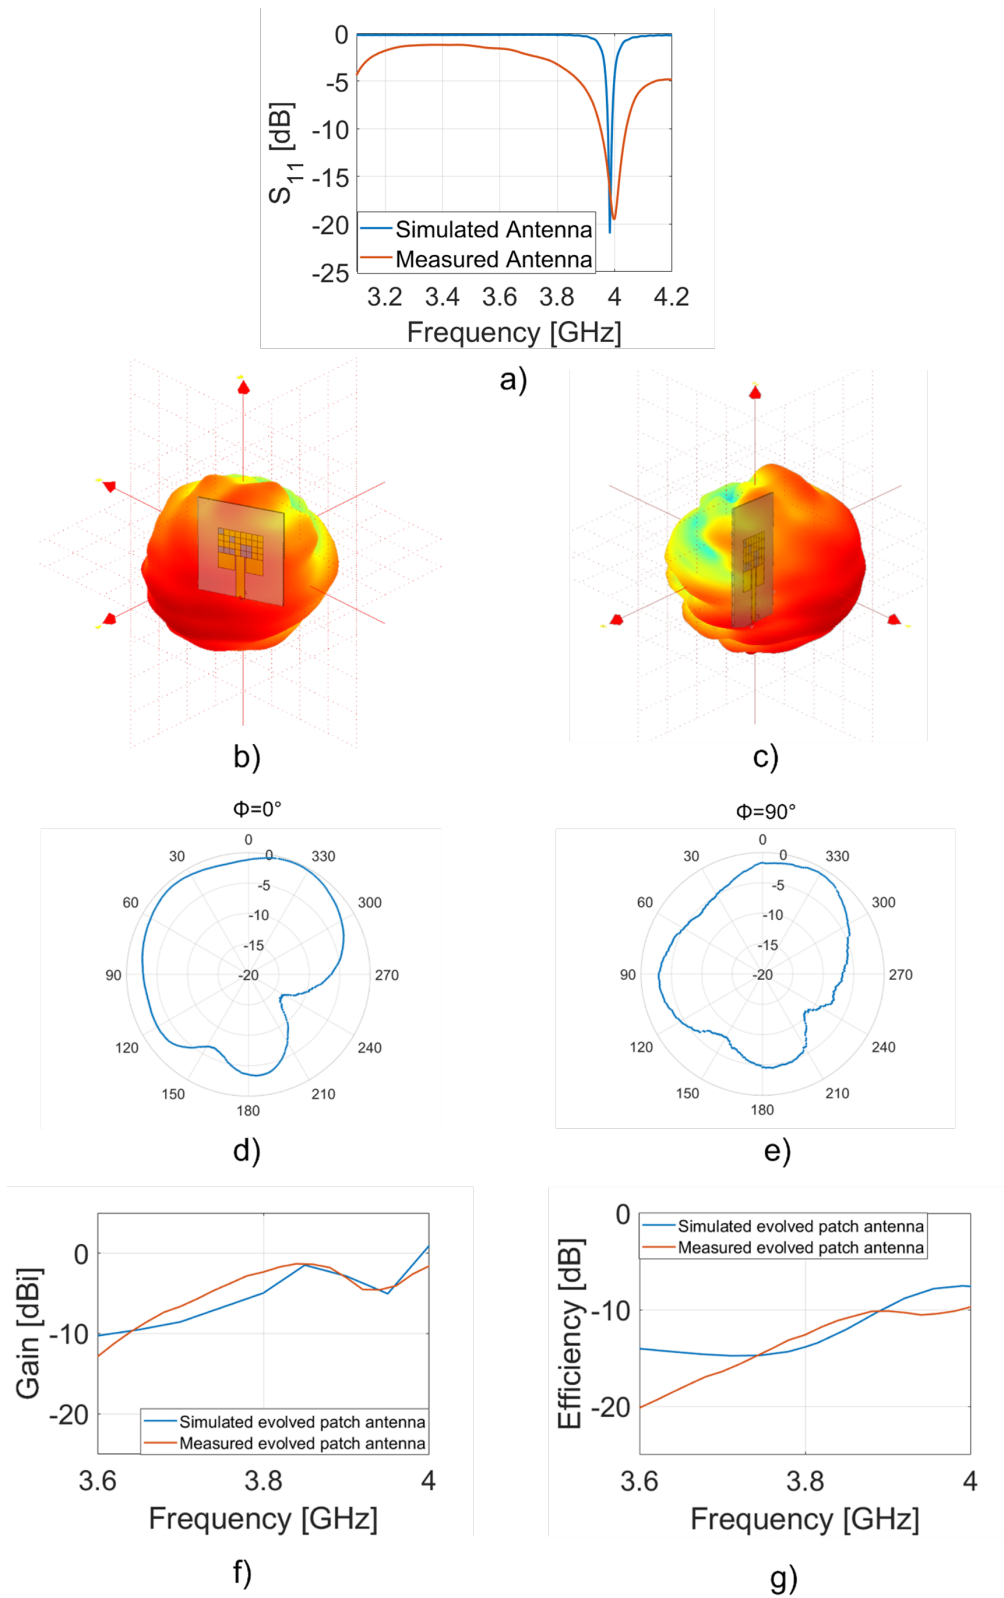 0
-5
-10
-15
-20
-25
S11 [dB]
Simulated Antenna
Measured Antenna
3.2 3.4 3.6 3.8 4 4.2
Frequency [GHz]
a)
b)
c)
Φ=0°
0
30
330
60
300
90
270
120
240
150
210
180
0
-5
-10
-15
-20
d)
Φ=90°
0
30
330
60
300
90
270
120
240
150
210
180
0
-5
-10
-15
-20
e)
0
-10
-20
Gain [dBi]
Simulated evolved patch antenna
Measured evolved patch antenna
3.6 3.8 4
Frequency [GHz]
f)
0
-10
-20
Efficiency [dB]
Simulated evolved patch antenna
Measured evolved patch antenna
3.6 3.8 4
Frequency [GHz]
g)